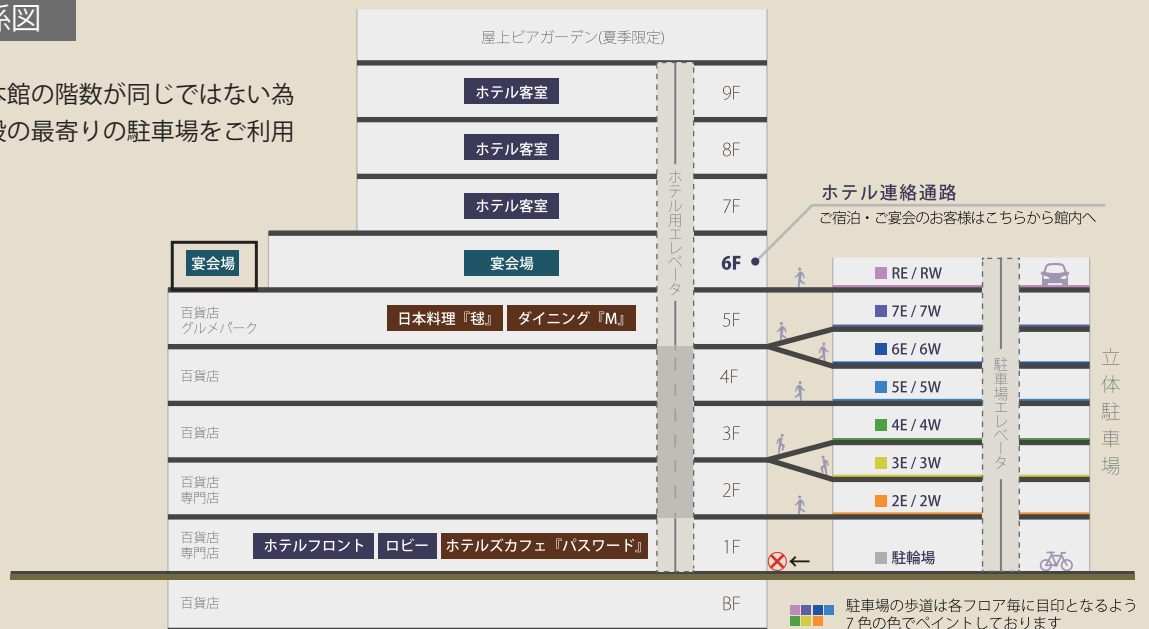 係図
本館の階数が同じではない為
設の最寄りの駐車場をご利用
屋上ビアガーデン(夏季限定)
ホテル客室
9F
ホテル客室
8F
ホテル客室
7F
ホテル用エレベータ
ホテル連絡通路
ご宿泊・ご宴会のお客様はこちらから館内へ
宴会場
宴会場
6F
RE / RW
百貨店
グルメパーク
日本料理『毬』
ダイニング『M』
5F
7E / 7W
6E / 6W
百貨店
4F
5E / 5W
駐車場エレベータ
立体駐車場
百貨店
3F
4E / 4W
3E / 3W
百貨店
専門店
2F
2E / 2W
百貨店
専門店
ホテルフロント
ロビー
ホテルズカフェ『パスワード』
1F
駐輪場
百貨店
BF
駐車場の歩道は各フロア毎に目印となるよう
7色の色でペイントしております